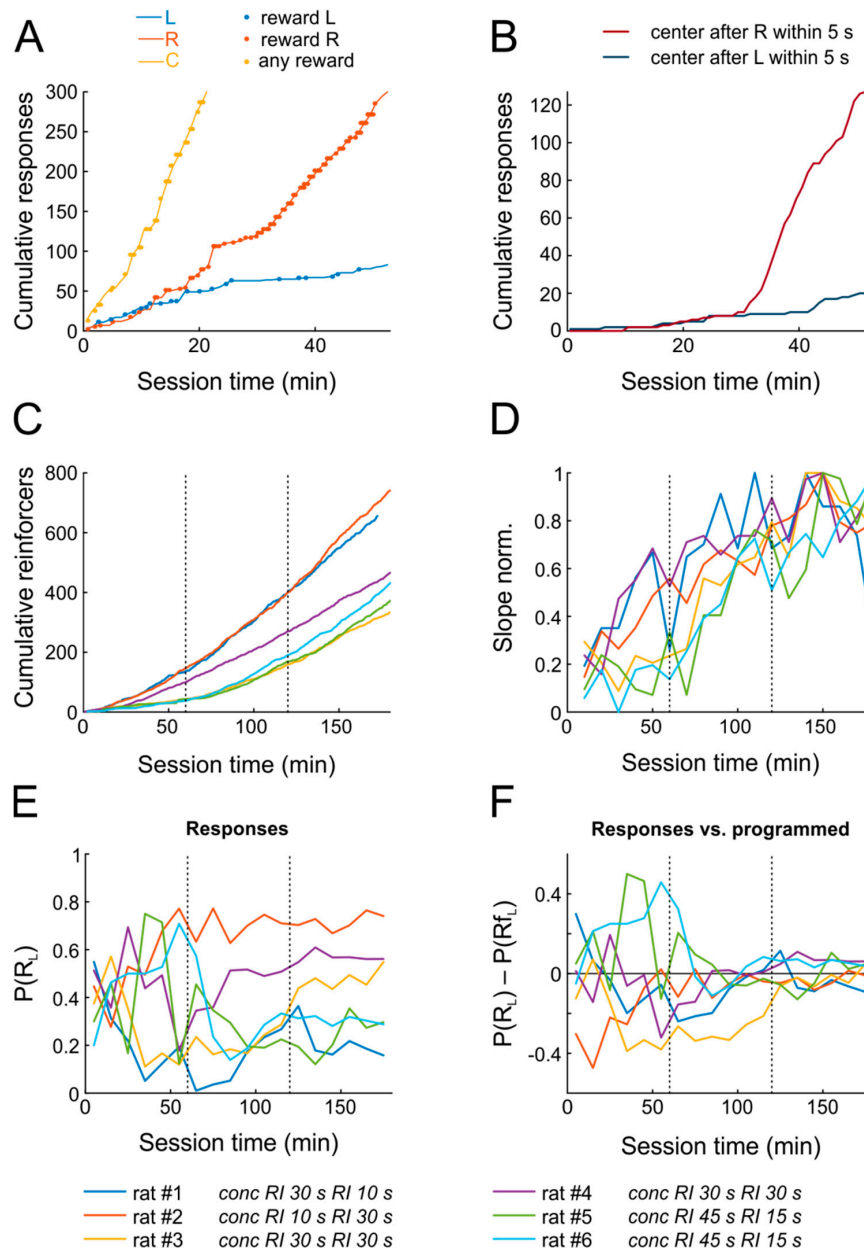 A
L
R
C
reward L
reward R
any reward
Cumulative responses
300
250
200
150
100
50
0
0 20 40
Session time (min)
B
center after R within 5 s
center after L within 5 s
Cumulative responses
120
100
80
60
40
20
0
0 20 40
Session time (min)
C
Cumulative reinforcers
800
600
400
200
0
0 50 100 150
Session time (min)
D
Slope norm.
1
0.8
0.6
0.4
0.2
0
0 50 100 150
Session time (min)
E
Responses
P(R_L)
1
0.8
0.6
0.4
0.2
0
0 50 100 150
Session time (min)
F
Responses vs. programmed
P(R_L) – P(Rf_L)
0.4
0
-0.4
0 50 100 150
Session time (min)
rat #1 conc RI 30 s RI 10 s
rat #2 conc RI 10 s RI 30 s
rat #3 conc RI 30 s RI 30 s
rat #4 conc RI 30 s RI 30 s
rat #5 conc RI 45 s RI 15 s
rat #6 conc RI 45 s RI 15 s